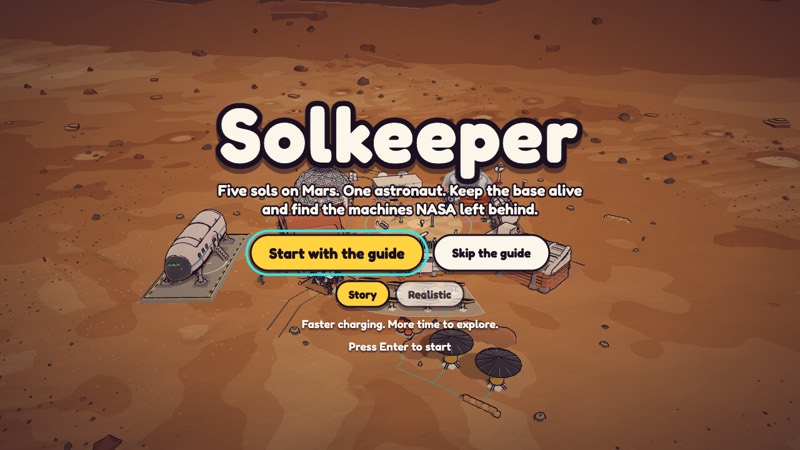 Solkeeper
Five sols on Mars. One astronaut. Keep the base alive
and find the machines NASA left behind.
Start with the guide
Skip the guide
Story
Realistic
Faster charging. More time to explore.
Press Enter to start